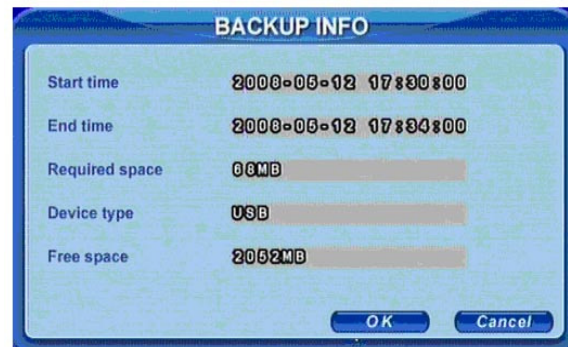 BACKUP INFO
Start time 2008-05-12 17:30:00
End time 2008-05-12 17:34:00
Required space 68MB
Device type USB
Free space 2052MB
OK Cancel